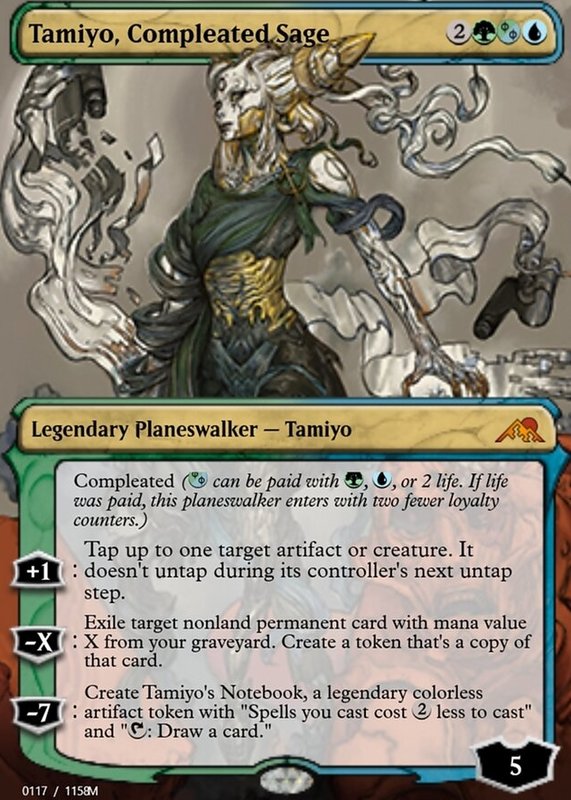 Tamiyo, Compleated Sage 2
Legendary Planeswalker — Tamiyo
Compleated ( can be paid with , , or 2 life. If life
was paid, this planeswalker enters with two fewer loyalty
counters.)
Tap up to one target artifact or creature. It
+1 : doesn't untap during its controller's next untap
step.
Exile target nonland permanent card with mana value
-X : X from your graveyard. Create a token that's a copy of
that card.
Create Tamiyo's Notebook, a legendary colorless
-7 : artifact token with "Spells you cast cost 2 less to cast"
and " : Draw a card."
5
0117 / 1158M